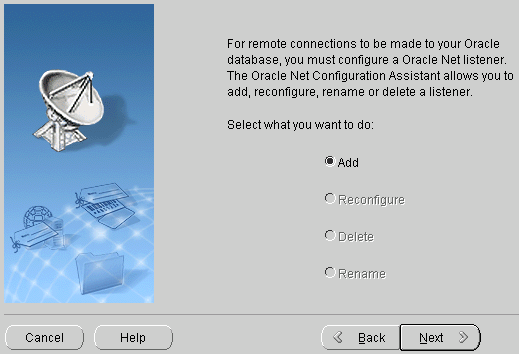 For remote connections to be made to your Oracle
database, you must configure a Oracle Net listener.
The Oracle Net Configuration Assistant allows you to
add, reconfigure, rename or delete a listener.
Select what you want to do:
Add
Reconfigure
Delete
Rename
Cancel
Help
Back
Next